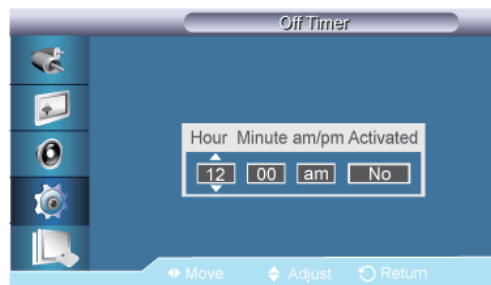 Off Timer
Hour Minute am/pm Activated
12 00 am No
Move Adjust Return